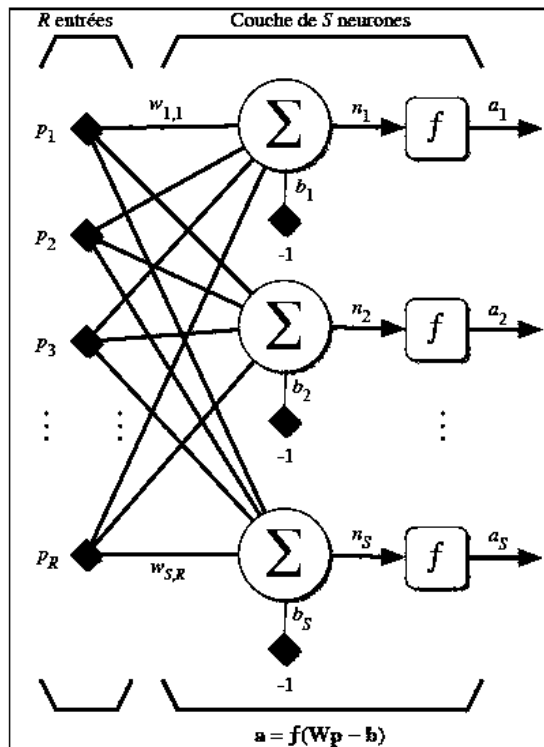 R entrées Couche de S neurones
w1,1 n1 a1
p1 Σ f
b1
p2
-1
n2 a2
p3 Σ f
b2
⋮ ⋮ ⋮
-1
nS aS
pR Σ f
wS,R
bS
-1
a = f(Wp − b)